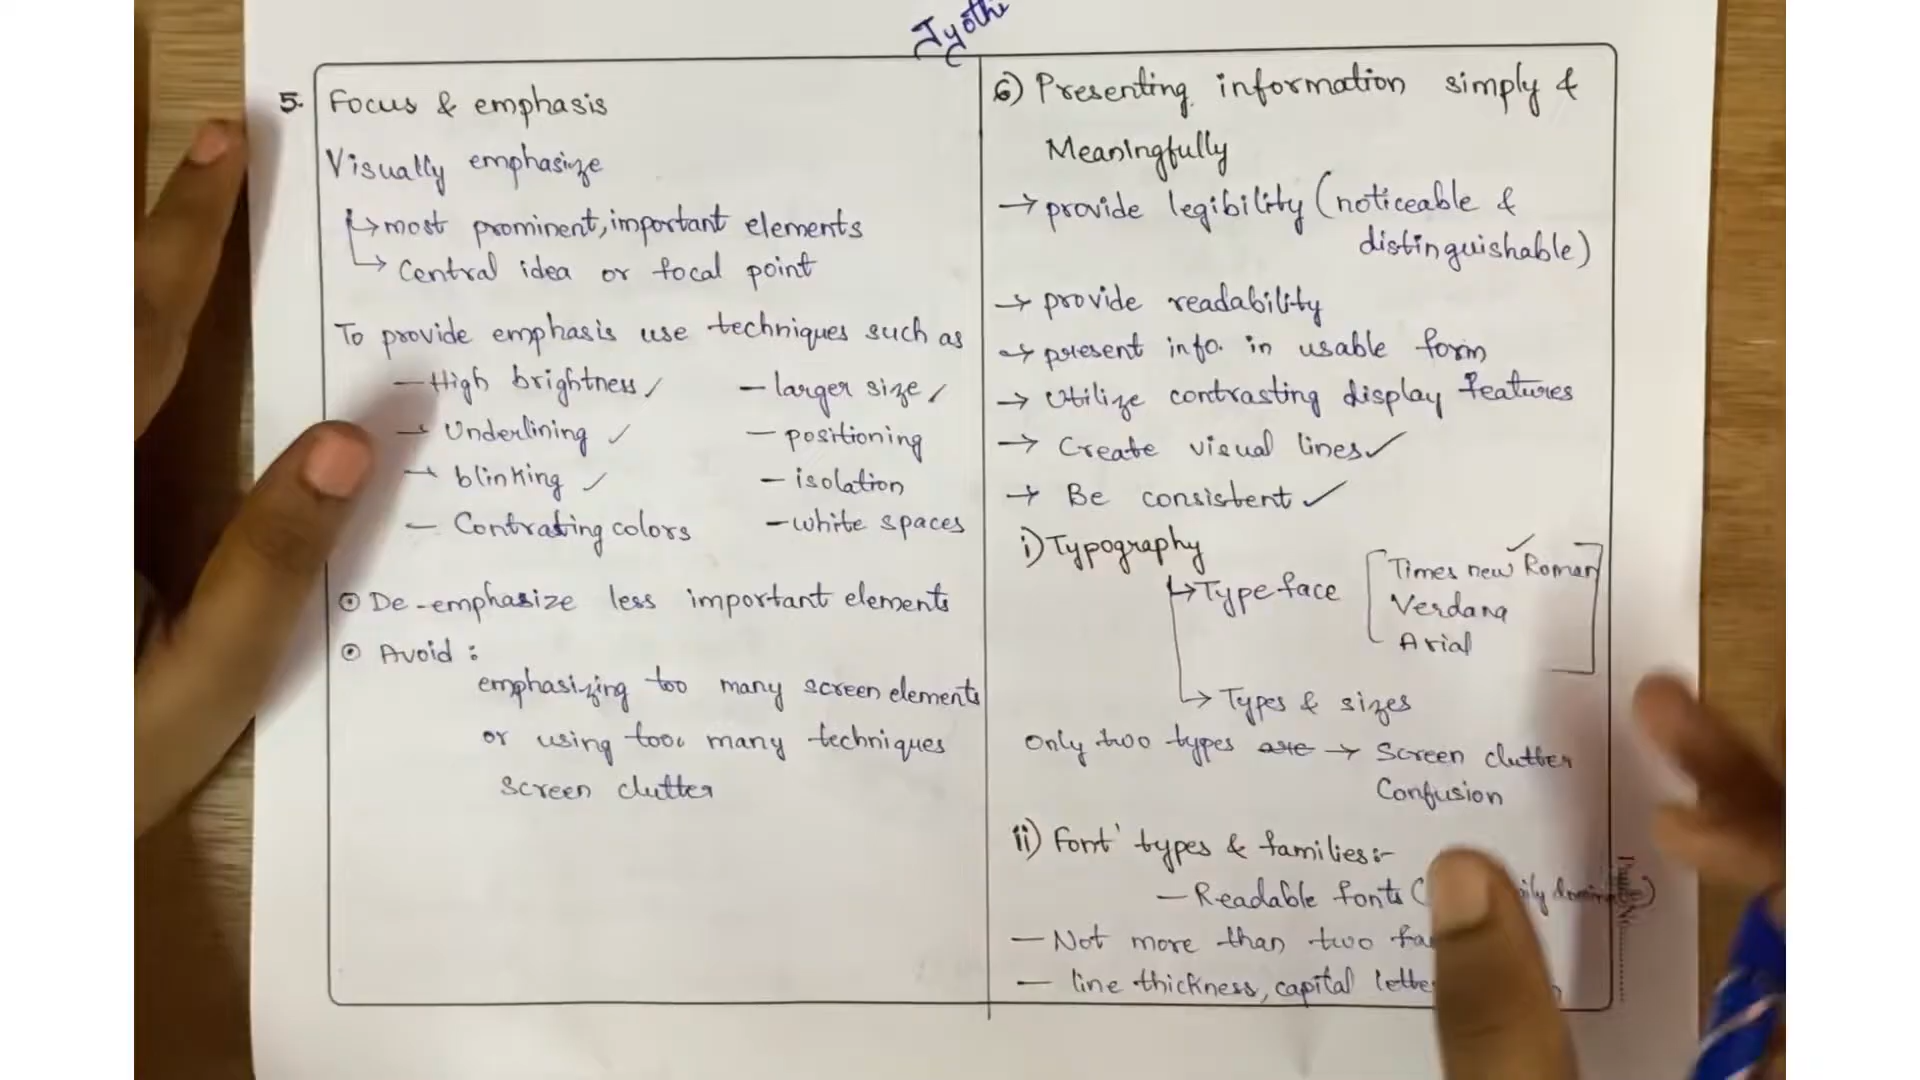 Jyothi
5. Focus & emphasis
Visually emphasize
↳ most prominent, important elements
↳ Central idea or focal point
To provide emphasis use techniques such as
- High brightness ✓ - larger size ✓
- Underlining ✓ - positioning
- blinking ✓ - isolation
- Contrating colors - white spaces
⊙ De-emphasize less important elements
⊙ Avoid :
emphasizing too many screen elements
or using too many techniques
Screen clutter
6) Presenting information simply &
Meaningfully
→ provide legibility (noticeable &
distinguishable)
→ provide readability
→ present info. in usable form
→ Utilize contrasting display features
→ Create visual lines ✓
→ Be consistent ✓
i) Typography
↳ Type face [Times new Roman
Verdana
Arial]
→ Types & sizes
Only two types are → Screen clutter
Confusion
ii) Font types & families:-
- Readable fonts (
- Not more than two
- line thickness, capital